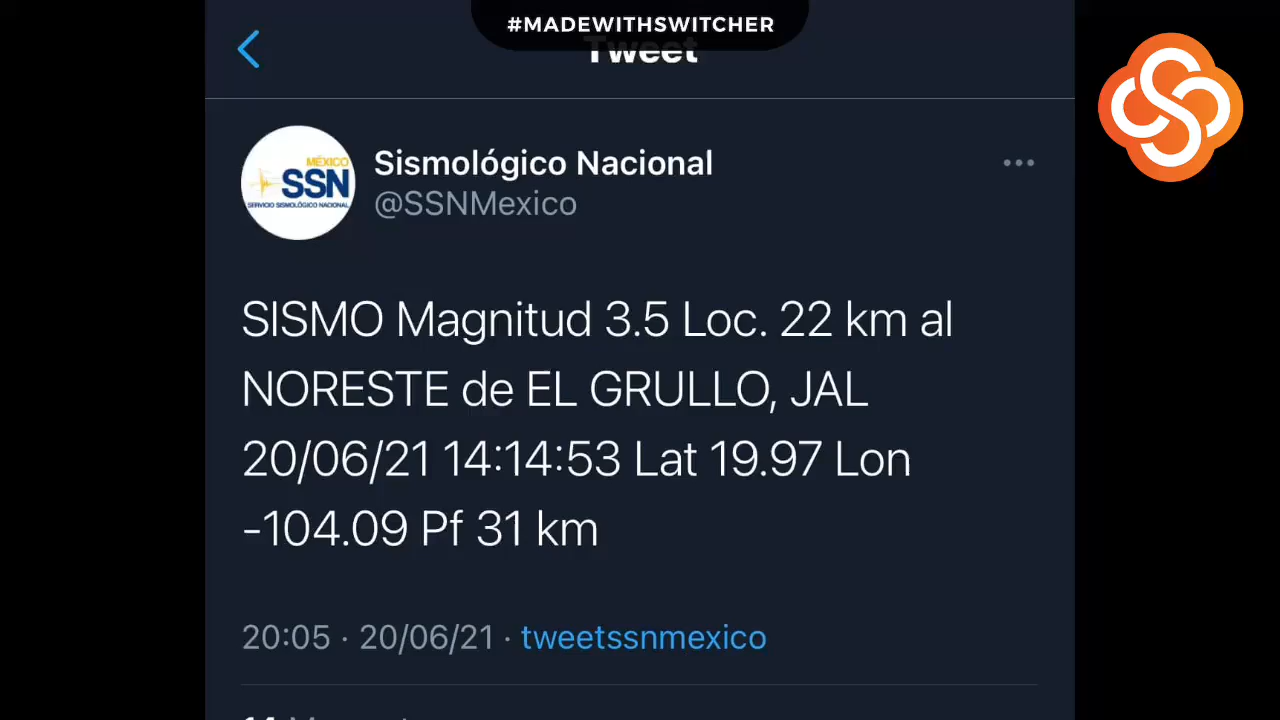 #MADEWITHSWITCHER
Tweet
MÉXICO
SSN
SERVICIO SISMOLÓGICO NACIONAL
Sismológico Nacional
@SSNMexico
SISMO Magnitud 3.5 Loc. 22 km al
NORESTE de EL GRULLO, JAL
20/06/21 14:14:53 Lat 19.97 Lon
-104.09 Pf 31 km
20:05 · 20/06/21 · tweetssnmexico